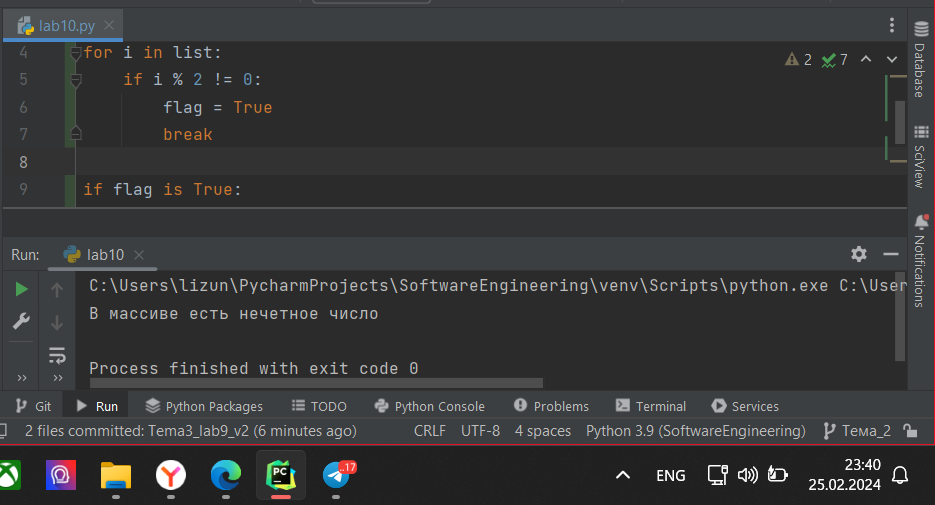 lab10.py
4 for i in list:
2 7
5 if i % 2 != 0:
6 flag = True
7 break
8
9 if flag is True:
Database
SciView
Notifications
Run: lab10
C:\Users\lizun\PycharmProjects\SoftwareEngineering\venv\Scripts\python.exe C:\User
В массиве есть нечетное число
Process finished with exit code 0
Git Run Python Packages TODO Python Console Problems Terminal Services
2 files committed: Tema3_lab9_v2 (6 minutes ago) CRLF UTF-8 4 spaces Python 3.9 (SoftwareEngineering) Тема_2
PC ..17 ENG 23:40
25.02.2024